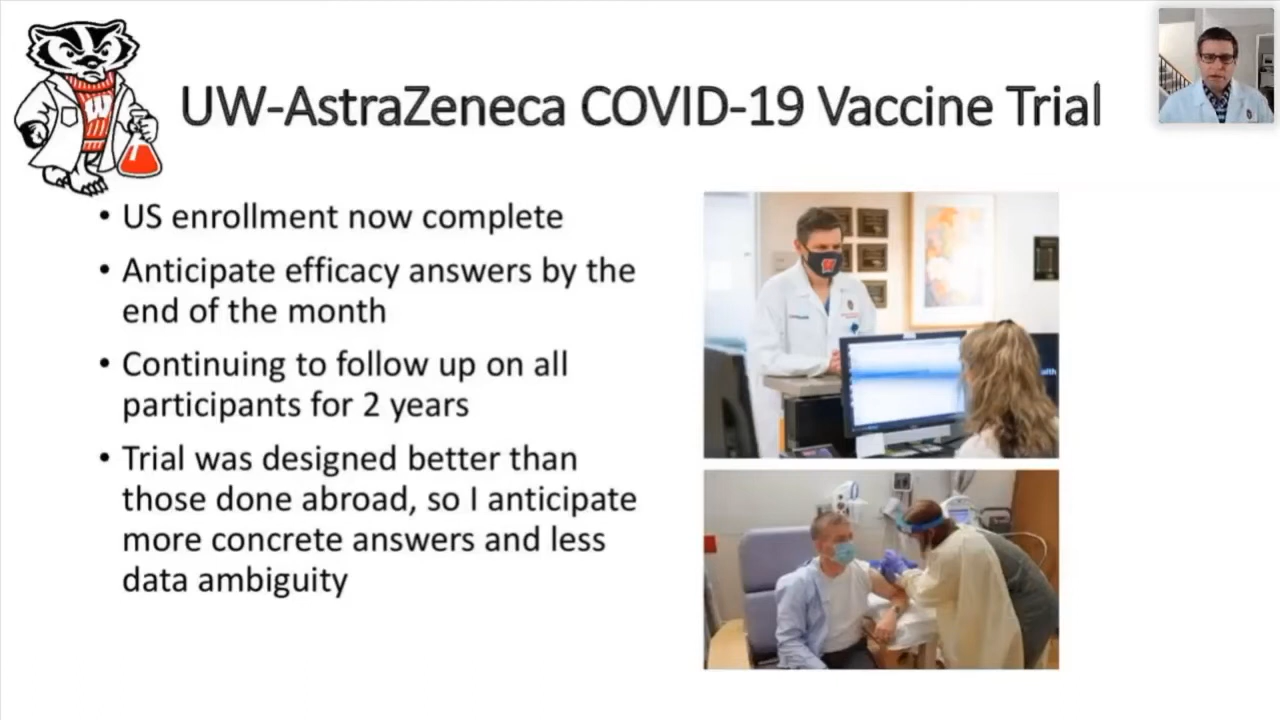 UW-AstraZeneca COVID-19 Vaccine Trial
• US enrollment now complete
• Anticipate efficacy answers by the
end of the month
• Continuing to follow up on all
participants for 2 years
• Trial was designed better than
those done abroad, so I anticipate
more concrete answers and less
data ambiguity
W
W